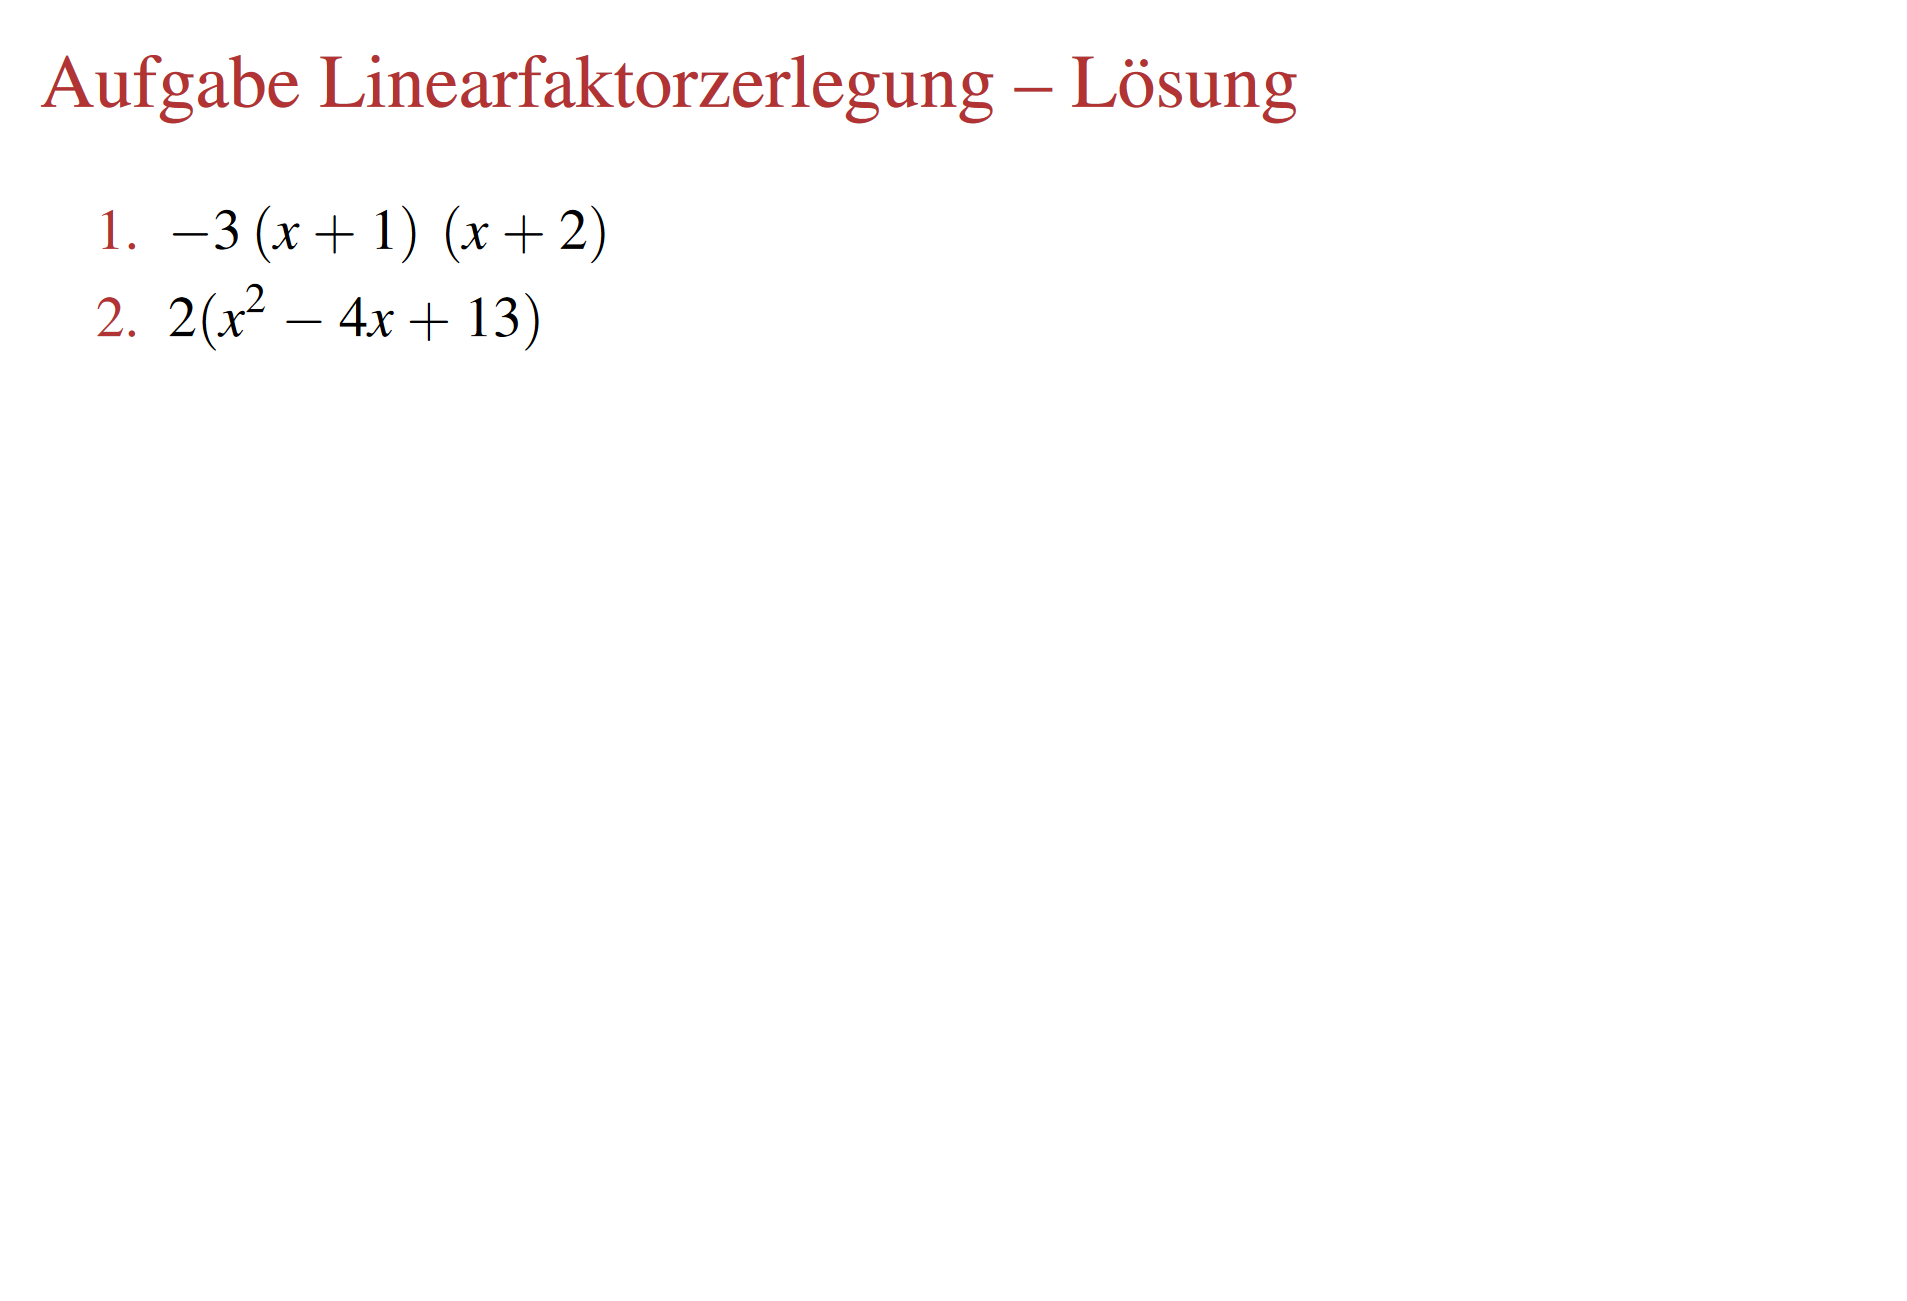 Aufgabe Linearfaktorzerlegung – Lösung
1. −3 (x + 1) (x + 2)
2. 2(x² − 4x + 13)